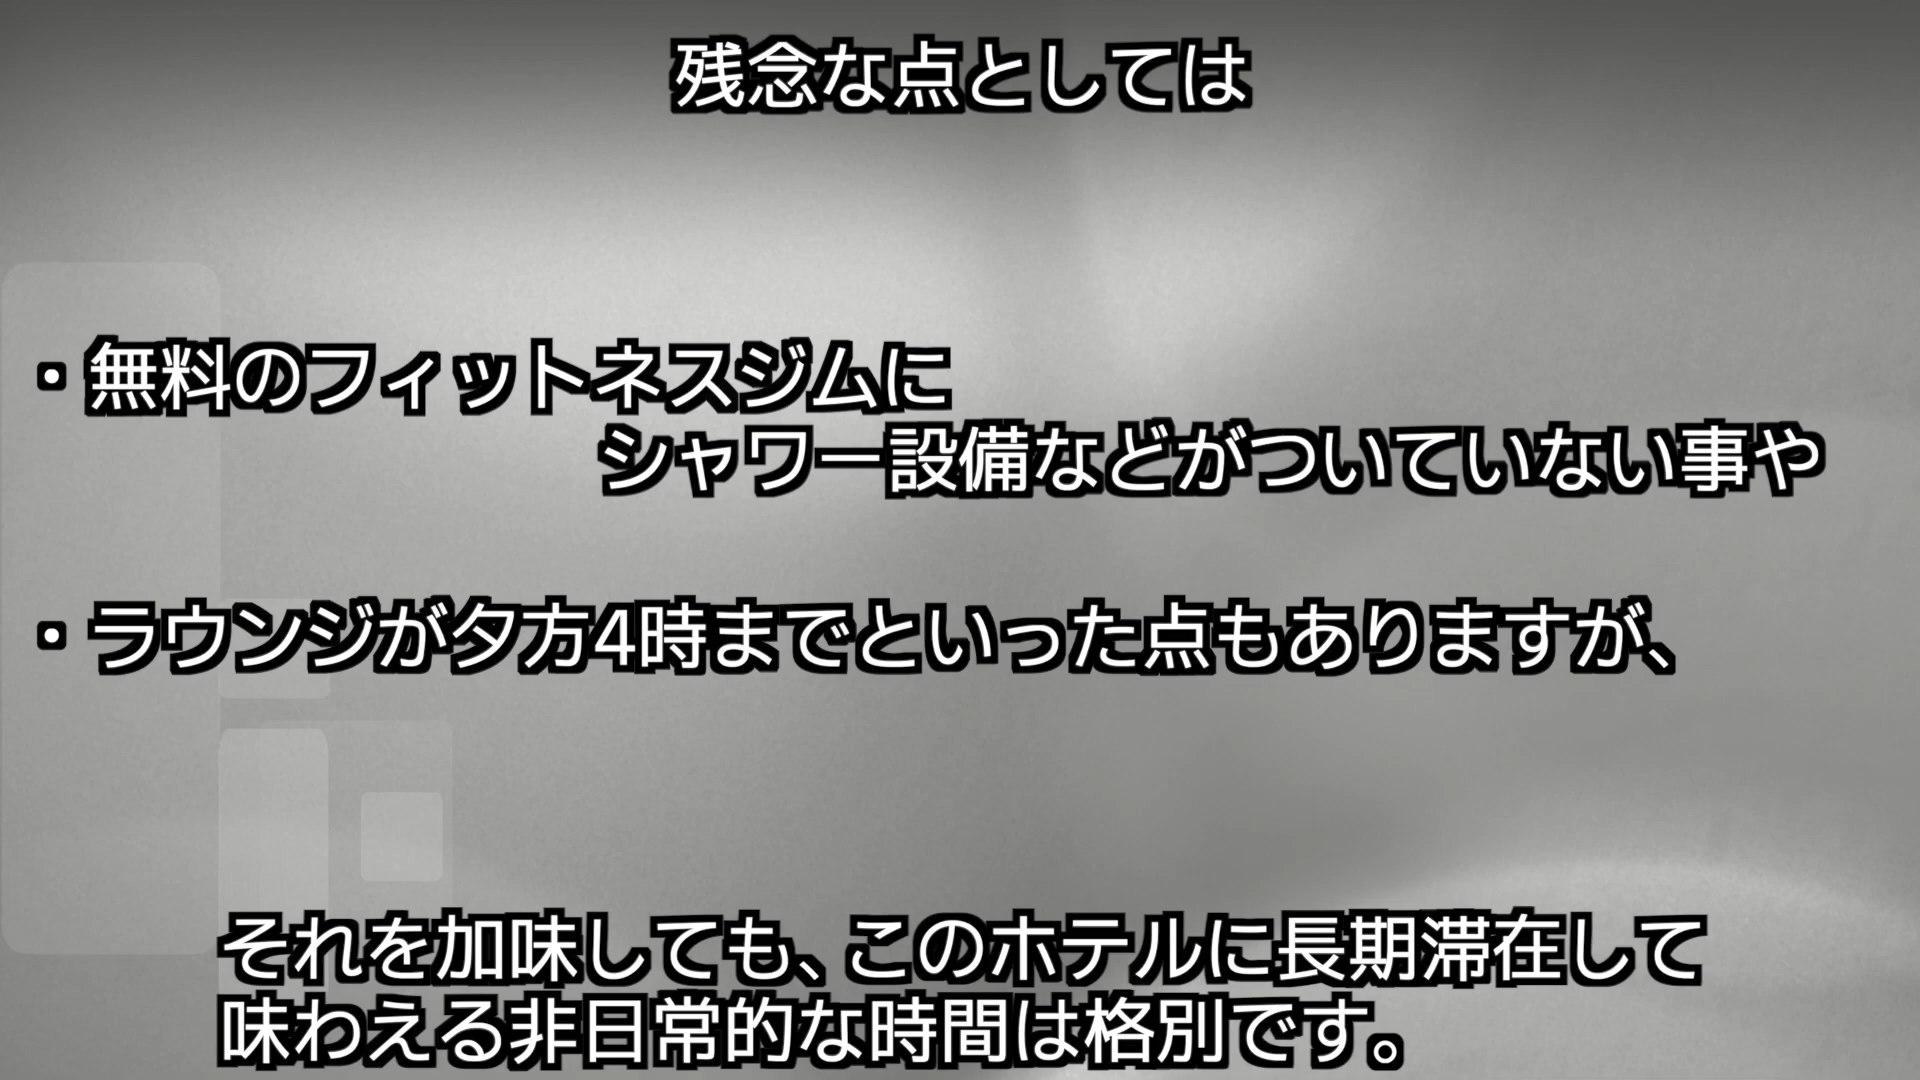 残念な点としては
・無料のフィットネスジムに
シャワー設備などがついていない事や
・ラウンジが夕方4時までといった点もありますが、
それを加味しても、このホテルに長期滞在して
味わえる非日常的な時間は格別です。